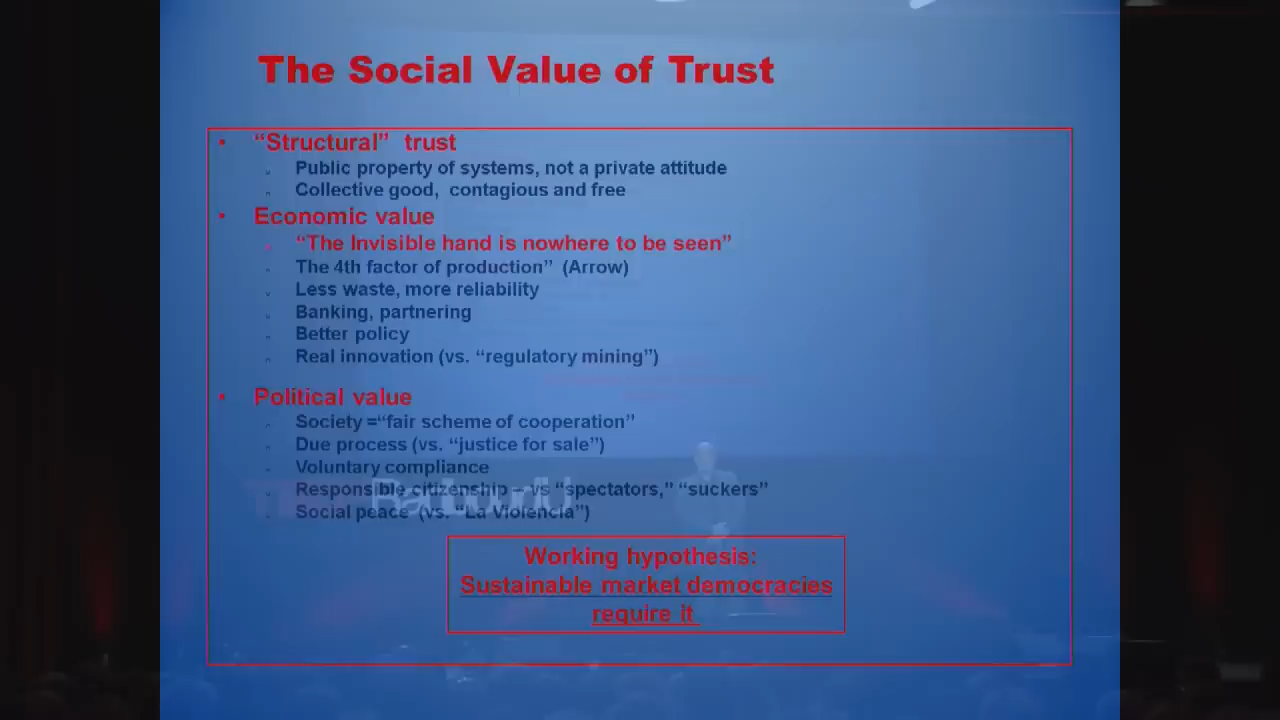 The Social Value of Trust
• “Structural” trust
Public property of systems, not a private attitude
Collective good, contagious and free
• Economic value
“The Invisible hand is nowhere to be seen”
The 4th factor of production” (Arrow)
Less waste, more reliability
Banking, partnering
Better policy
Real innovation (vs. “regulatory mining”)
• Political value
Society =“fair scheme of cooperation”
Due process (vs. “justice for sale”)
Voluntary compliance
Responsible citizenship – vs “spectators,” “suckers”
RadboudU
Social peace (vs. “La Violencia”)
Working hypothesis:
Sustainable market democracies
require it